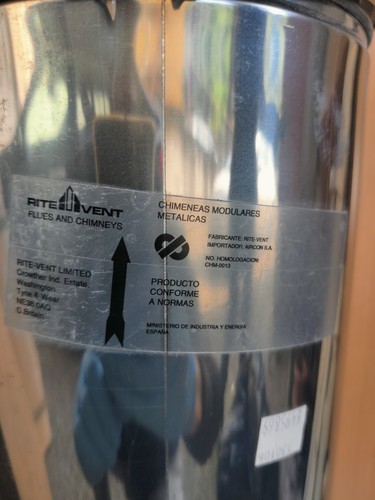 RITE VENT
FLUES AND CHIMNEYS
RITE-VENT LIMITED
Crowther Ind. Estate
Washington
Tyne & Wear
NE38 0AQ
G.Britain
CHIMENEAS MODULARES
METALICAS
FABRICANTE: RITE-VENT
IMPORTADOR: AIRCON S.A
NO. HOMOLOGACION:
CHM-0013
PRODUCTO
CONFORME
A NORMAS
MINISTERIO DE INDUSTRIA Y ENERGIA
ESPAÑA